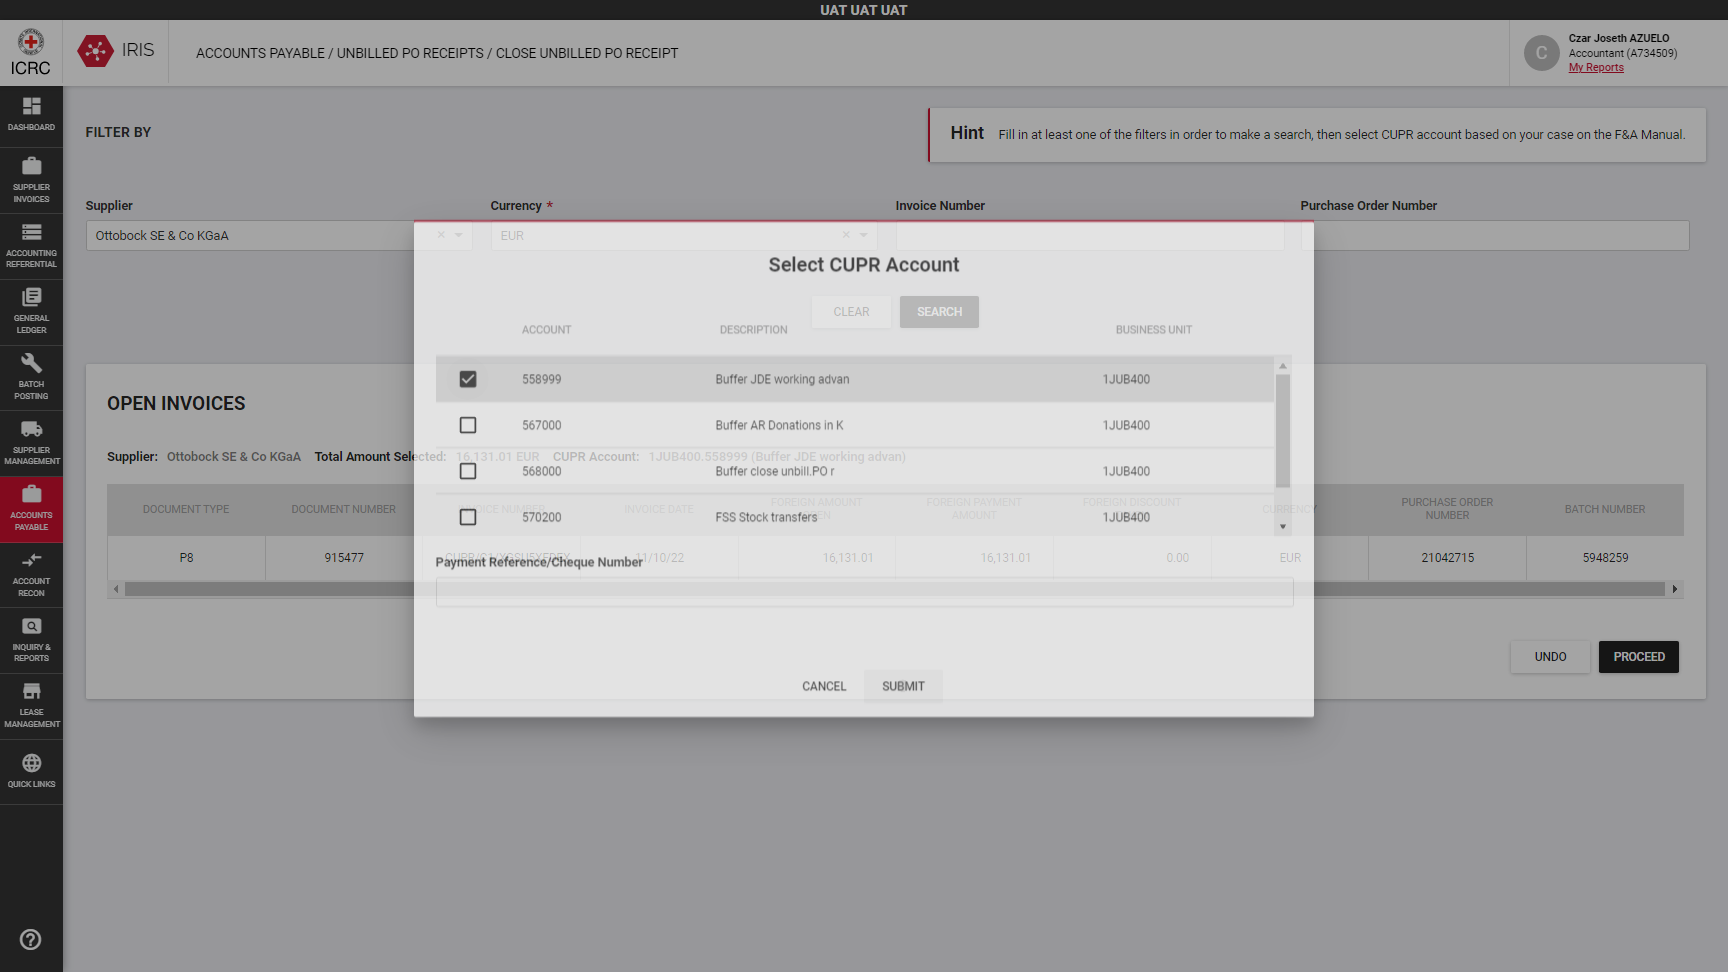 UAT UAT UAT
ICRC
IRIS
ACCOUNTS PAYABLE / UNBILLED PO RECEIPTS / CLOSE UNBILLED PO RECEIPT
C
Czar Joseth AZUELO
Accountant (A734509)
My Reports
DASHBOARD
SUPPLIER
INVOICES
ACCOUNTING
REFERENTIAL
GENERAL
LEDGER
BATCH
POSTING
SUPPLIER
MANAGEMENT
ACCOUNTS
PAYABLE
ACCOUNT
RECON
INQUIRY &
REPORTS
LEASE
MANAGEMENT
QUICK LINKS
FILTER BY
Hint Fill in at least one of the filters in order to make a search, then select CUPR account based on your case on the F&A Manual.
Supplier Currency * Invoice Number Purchase Order Number
Ottobock SE & Co KGaA EUR
Select CUPR Account
CLEAR SEARCH
ACCOUNT DESCRIPTION BUSINESS UNIT
558999 Buffer JDE working advan 1JUB400
567000 Buffer AR Donations in K 1JUB400
568000 Buffer close unbill.PO r 1JUB400
570200 FSS Stock transfers 1JUB400
Payment Reference/Cheque Number
CANCEL SUBMIT
OPEN INVOICES
Supplier: Ottobock SE & Co KGaA Total Amount Selected: 16,131.01 EUR CUPR Account: 1JUB400.558999 (Buffer JDE working advan)
DOCUMENT TYPE DOCUMENT NUMBER INVOICE NUMBER INVOICE DATE FOREIGN AMOUNT OPEN FOREIGN PAYMENT AMOUNT FOREIGN DISCOUNT CURRENCY PURCHASE ORDER NUMBER BATCH NUMBER
P8 915477 11/10/22 16,131.01 16,131.01 0.00 EUR 21042715 5948259
UNDO PROCEED